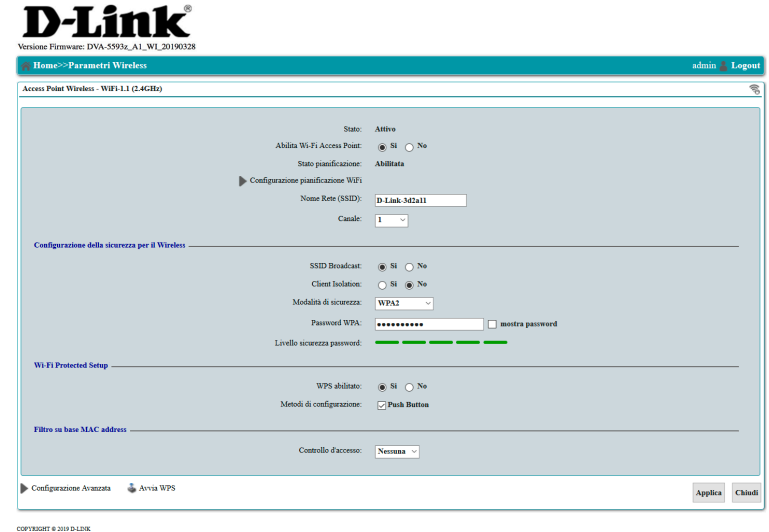 D-Link®
Versione Firmware: DVA-5593z_A1_WI_20190328
Home>>Parametri Wireless admin Logout
Access Point Wireless - WiFi-1.1 (2.4GHz)
Stato: Attivo
Abilita Wi-Fi Access Point: Si No
Stato pianificazione: Abilitata
Configurazione pianificazione WiFi
Nome Rete (SSID): D-Link-3d2a11
Canale: 1
Configurazione della sicurezza per il Wireless
SSID Broadcast: Si No
Client Isolation: Si No
Modalità di sicurezza: WPA2
Password WPA: •••••••••• mostra password
Livello sicurezza password:
Wi-Fi Protected Setup
WPS abilitato: Si No
Metodi di configurazione: Push Button
Filtro su base MAC address
Controllo d'accesso: Nessuna
Configurazione Avanzata Avvia WPS Applica Chiudi
COPYRIGHT © 2019 D-LINK